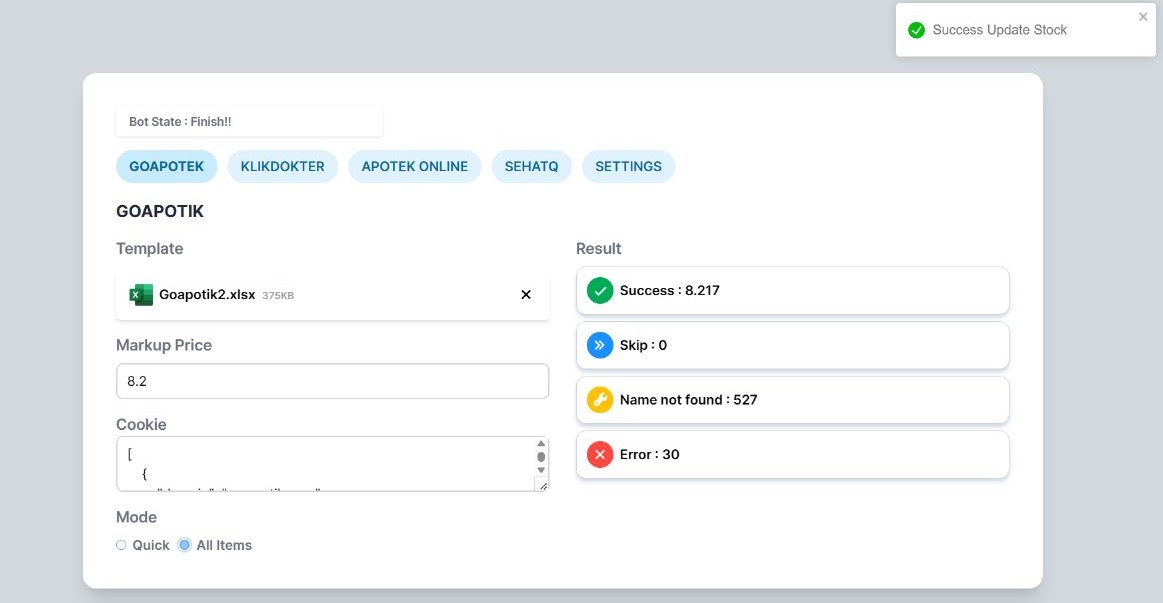 Success Update Stock
Bot State : Finish!!
GOAPOTEK
KLIKDOKTER
APOTEK ONLINE
SEHATQ
SETTINGS
GOAPOTIK
Template
Goapotik2.xlsx 375KB
Markup Price
8.2
Cookie
[
{
Mode
Quick
All Items
Result
Success : 8.217
Skip : 0
Name not found : 527
Error : 30